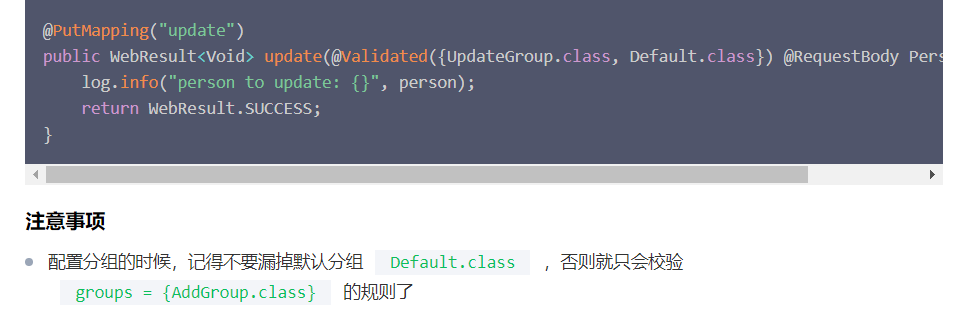 @PutMapping("update")
public WebResult<Void> update(@Validated({UpdateGroup.class, Default.class}) @RequestBody Pers
    log.info("person to update: {}", person);
    return WebResult.SUCCESS;
}
注意事项
配置分组的时候，记得不要漏掉默认分组 Default.class ，否则就只会校验
groups = {AddGroup.class} 的规则了